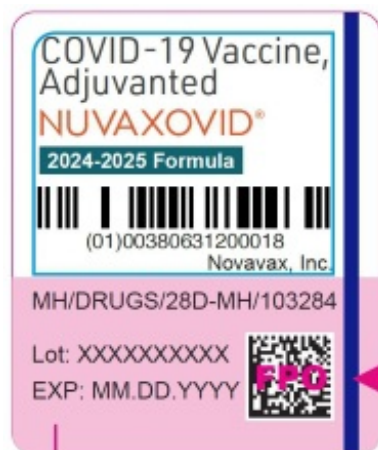 COVID-19 Vaccine,
Adjuvanted
NUVAXOVID®
2024-2025 Formula
(01)00380631200018
Novavax, Inc.
MH/DRUGS/28D-MH/103284
Lot: XXXXXXXXXX
EXP: MM.DD.YYYY
FPO